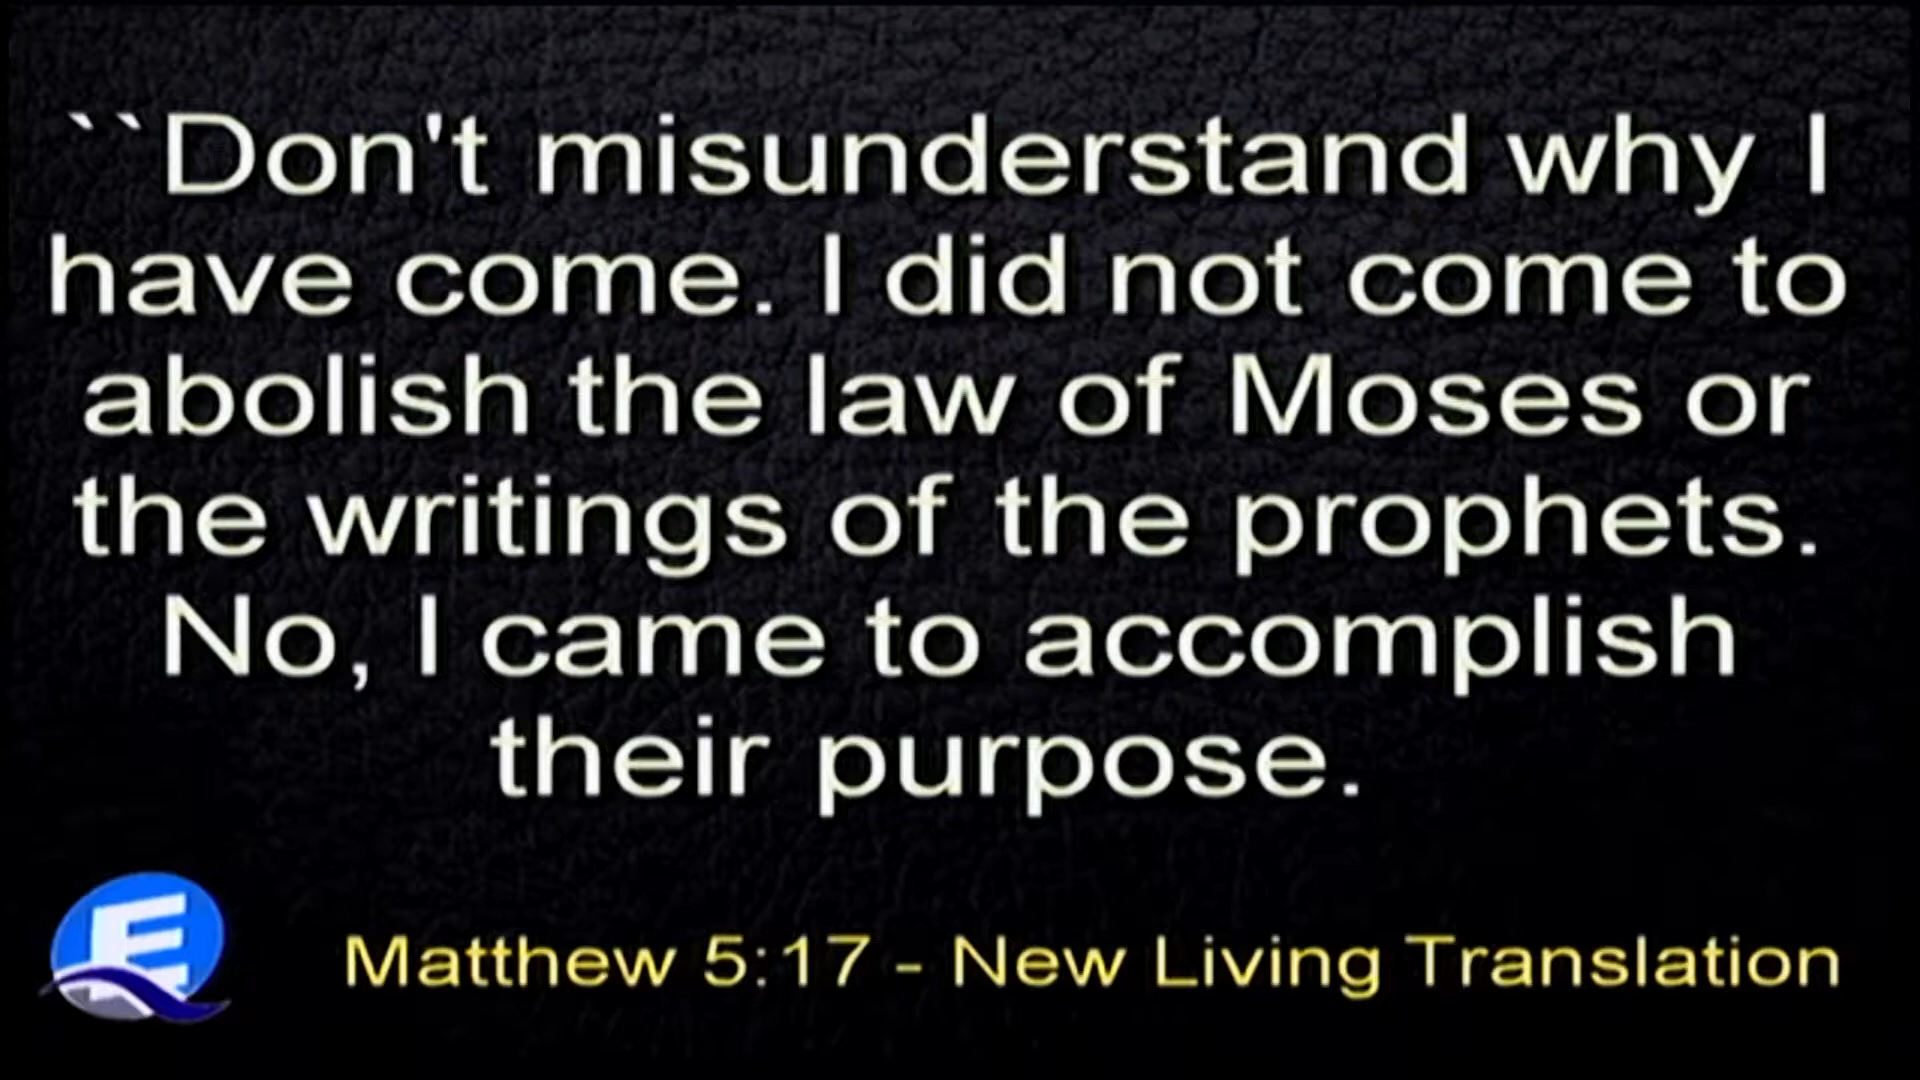 ``Don't misunderstand why I
have come. I did not come to
abolish the law of Moses or
the writings of the prophets.
No, I came to accomplish
their purpose.
E
Matthew 5:17 - New Living Translation